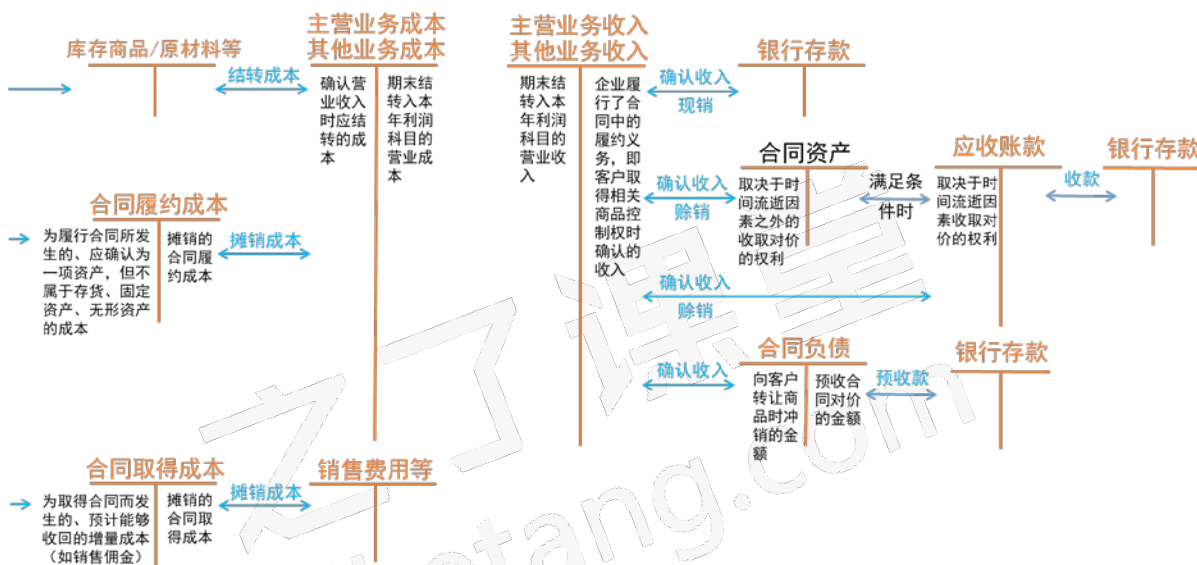 主营业务成本
其他业务成本
主营业务收入
其他业务收入
库存商品/原材料等
银行存款
结转成本
确认营
业收入
时应结
转的成
本
期末结
转入本
年利润
科目的
营业成
本
期末结
转入本
年利润
科目的
营业收
入
企业履
行了合
同中的
履约义
务，即
客户取
得相关
商品控
制权时
确认的
收入
确认收入
现销
合同资产
应收账款
银行存款
确认收入
赊销
取决于时
间流逝因
素之外的
收取对价
的权利
满足条
件时
取决于时
间流逝因
素收取对
价的权利
收款
合同履约成本
为履行合同所发
生的、应确认为
一项资产，但不
属于存货、固定
资产、无形资产
的成本
摊销的
合同履
约成本
摊销成本
确认收入
赊销
合同负债
银行存款
确认收入
向客户
转让商
品时冲
销的金
额
预收合
同对价
的金额
预收款
合同取得成本
销售费用等
为取得合同而发
生的、预计能够
收回的增量成本
（如销售佣金）
摊销的
合同取
得成本
摊销成本
之了课堂
etang.com